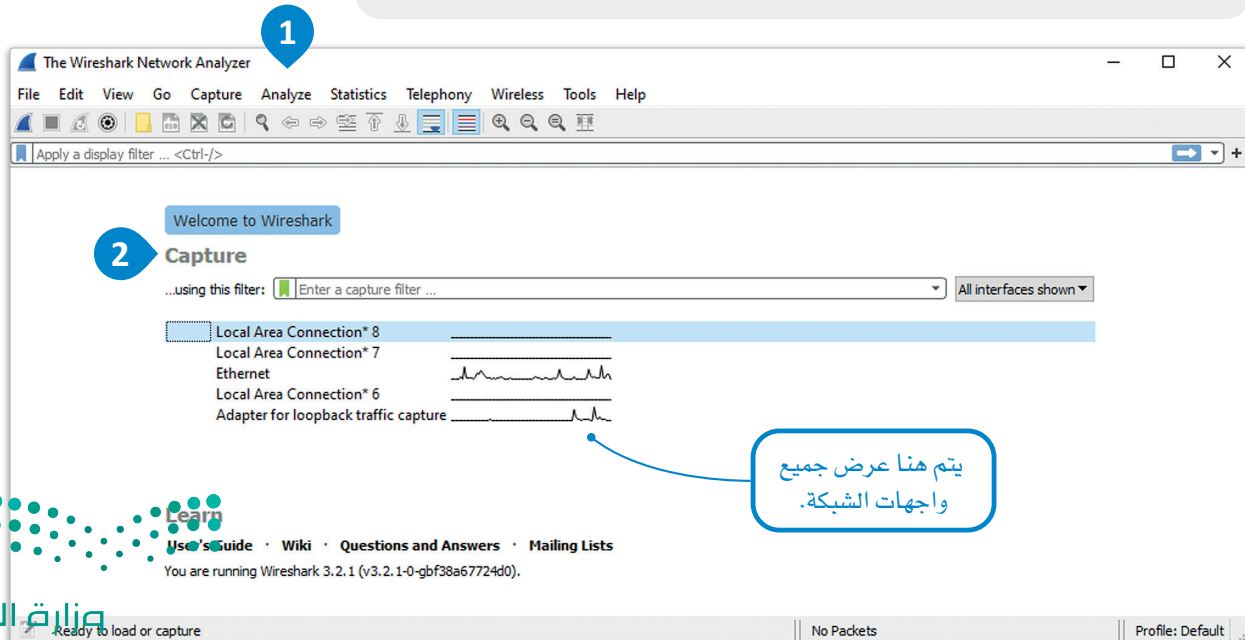 1
The Wireshark Network Analyzer
File Edit View Go Capture Analyze Statistics Telephony Wireless Tools Help
Apply a display filter ... <Ctrl-/>
Welcome to Wireshark
2
Capture
...using this filter: Enter a capture filter ... All interfaces shown
Local Area Connection* 8
Local Area Connection* 7
Ethernet
Local Area Connection* 6
Adapter for loopback traffic capture
يتم هنا عرض جميع
واجهات الشبكة.
Learn
User's Guide · Wiki · Questions and Answers · Mailing Lists
You are running Wireshark 3.2.1 (v3.2.1-0-gbf38a67724d0).
وزارة
Ready to load or capture No Packets Profile: Default